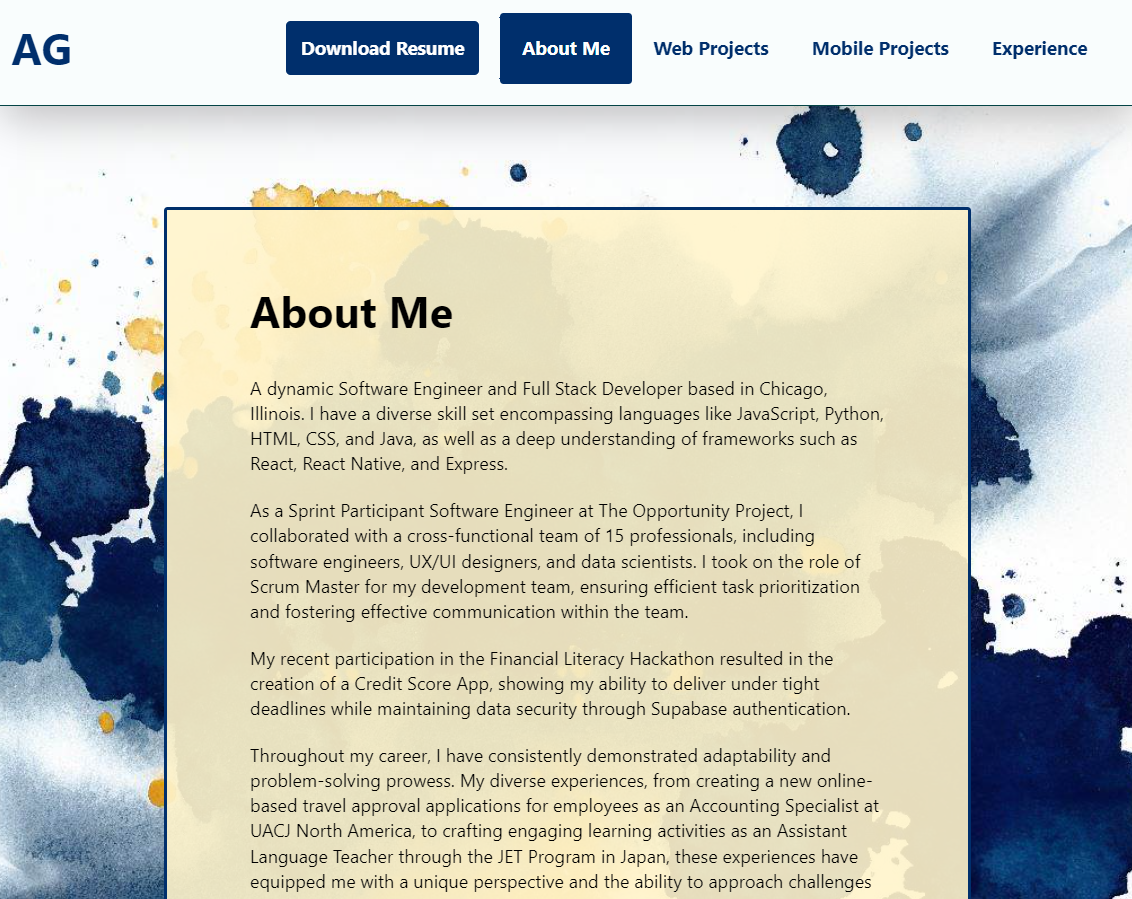 AG
Download Resume
About Me
Web Projects
Mobile Projects
Experience
About Me
A dynamic Software Engineer and Full Stack Developer based in Chicago,
Illinois. I have a diverse skill set encompassing languages like JavaScript, Python,
HTML, CSS, and Java, as well as a deep understanding of frameworks such as
React, React Native, and Express.
As a Sprint Participant Software Engineer at The Opportunity Project, I
collaborated with a cross-functional team of 15 professionals, including
software engineers, UX/UI designers, and data scientists. I took on the role of
Scrum Master for my development team, ensuring efficient task prioritization
and fostering effective communication within the team.
My recent participation in the Financial Literacy Hackathon resulted in the
creation of a Credit Score App, showing my ability to deliver under tight
deadlines while maintaining data security through Supabase authentication.
Throughout my career, I have consistently demonstrated adaptability and
problem-solving prowess. My diverse experiences, from creating a new online-
based travel approval applications for employees as an Accounting Specialist at
UACJ North America, to crafting engaging learning activities as an Assistant
Language Teacher through the JET Program in Japan, these experiences have
equipped me with a unique perspective and the ability to approach challenges